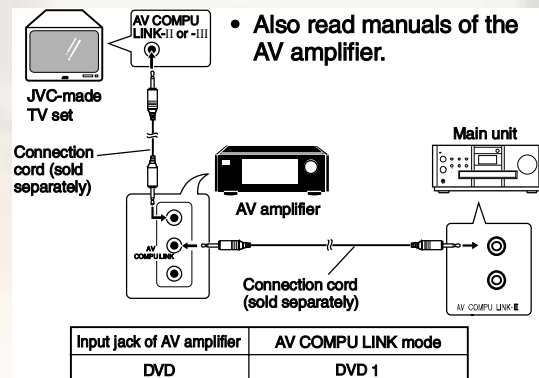 AV COMPU
LINK-II or -III
• Also read manuals of the
AV amplifier.
JVC-made
TV set
Main unit
Connection
cord (sold
separately)
AV amplifier
AV
COMPU LINK
Connection cord
(sold separately)
AV COMPU LINK-III
Input jack of AV amplifier AV COMPU LINK mode
DVD DVD 1